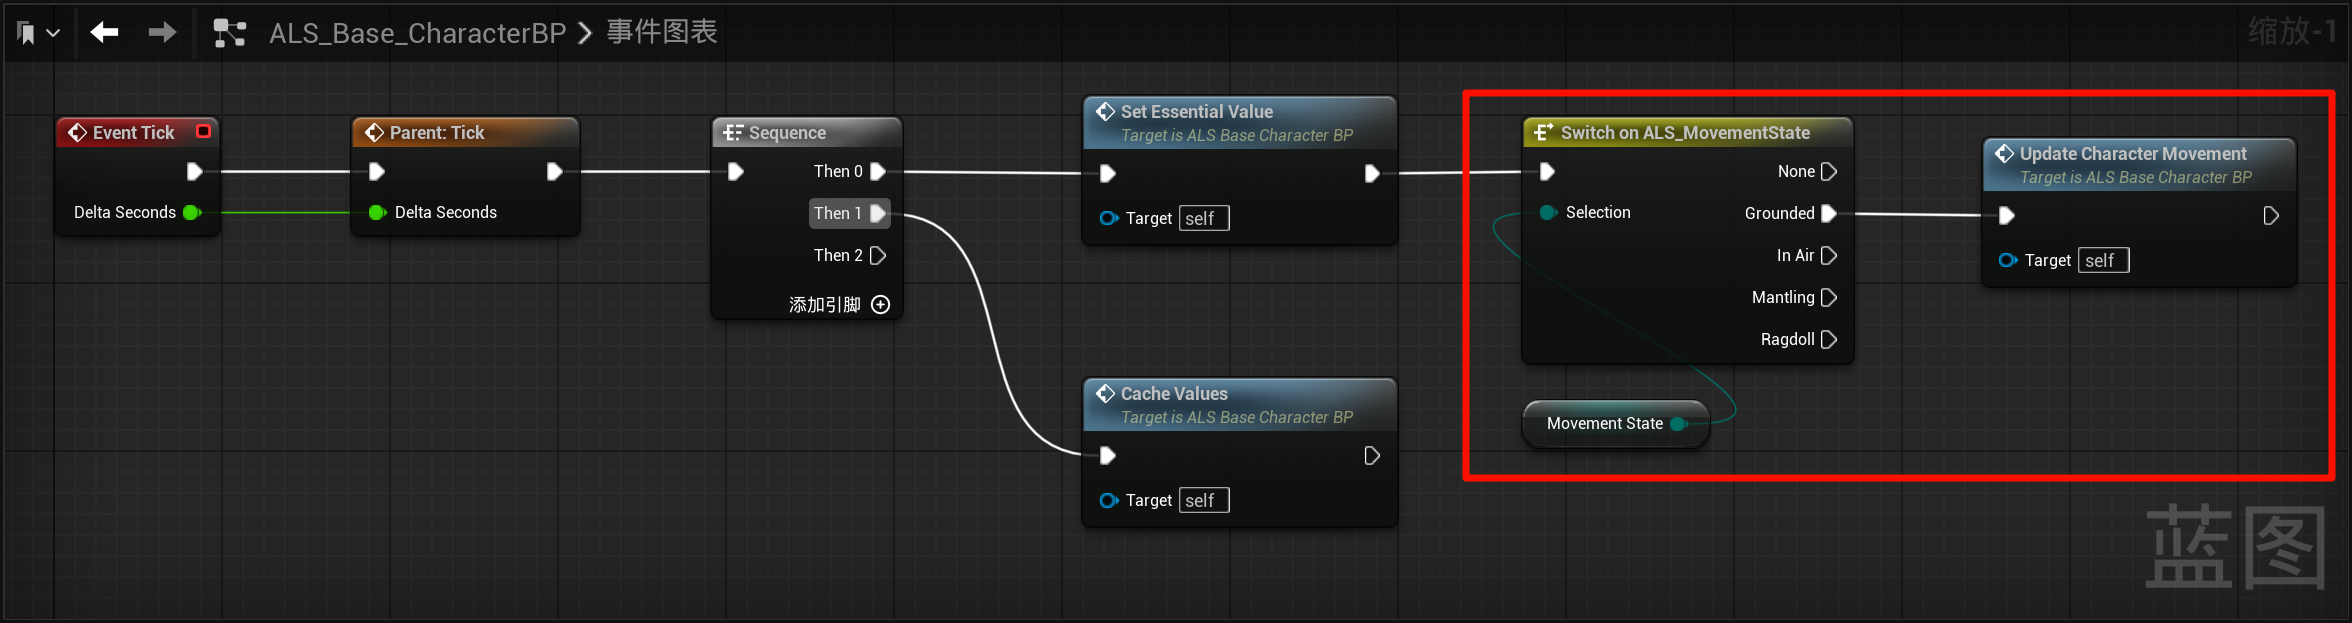 ALS_Base_CharacterBP
事件图表
缩放-1
Event Tick
Delta Seconds
Parent: Tick
Delta Seconds
Sequence
Then 0
Then 1
Then 2
添加引脚
Set Essential Value
Target is ALS Base Character BP
Target self
Cache Values
Target is ALS Base Character BP
Target self
Switch on ALS_MovementState
None
Selection
Grounded
In Air
Mantling
Ragdoll
Movement State
Update Character Movement
Target is ALS Base Character BP
Target self
蓝图